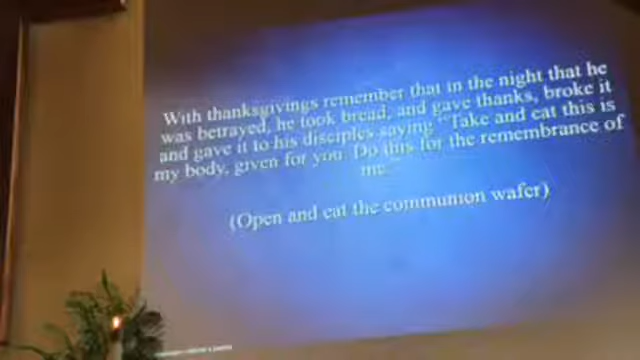 With thanksgivings remember that in the night that he
was betrayed, he took bread, and gave thanks, broke it
and gave it to his disciples saying "Take and eat this is
my body, given for you. Do this for the remembrance of
me."
(Open and eat the communion wafer)